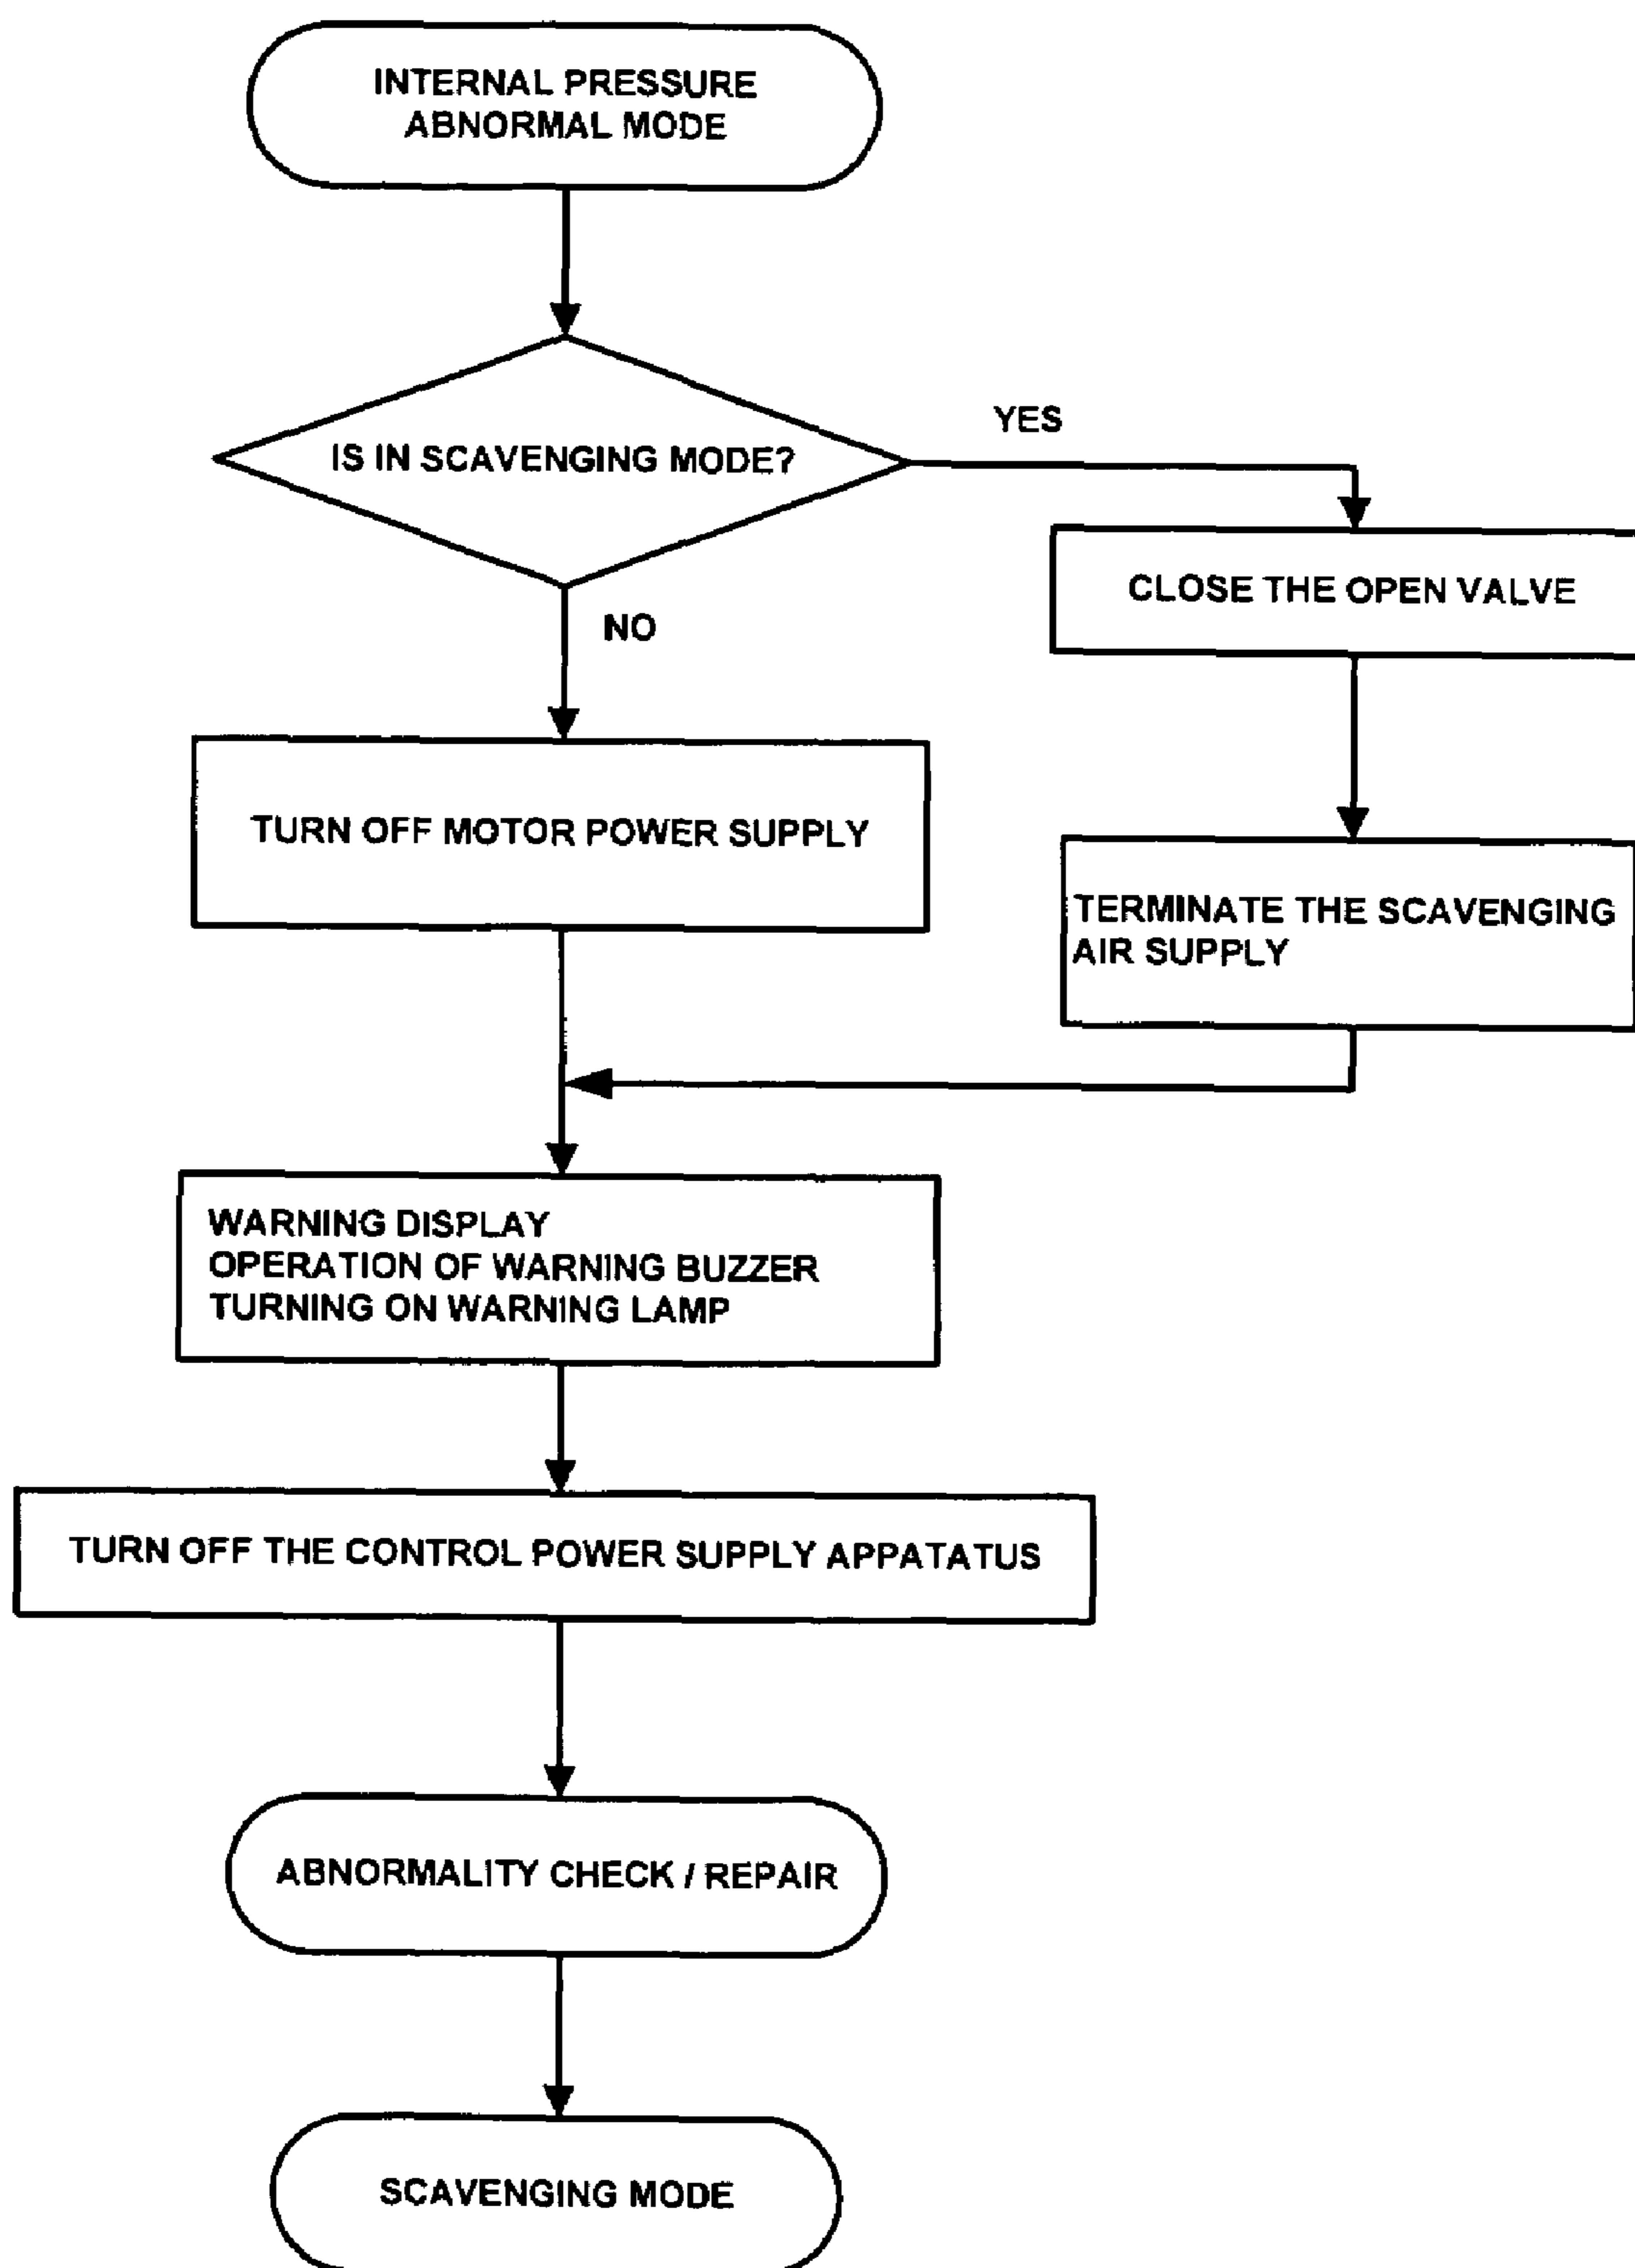 INTERNAL PRESSURE
ABNORMAL MODE
IS IN SCAVENGING MODE?
YES
CLOSE THE OPEN VALVE
NO
TURN OFF MOTOR POWER SUPPLY
TERMINATE THE SCAVENGING
AIR SUPPLY
WARNING DISPLAY
OPERATION OF WARNING BUZZER
TURNING ON WARNING LAMP
TURN OFF THE CONTROL POWER SUPPLY APPATATUS
ABNORMALITY CHECK / REPAIR
SCAVENGING MODE